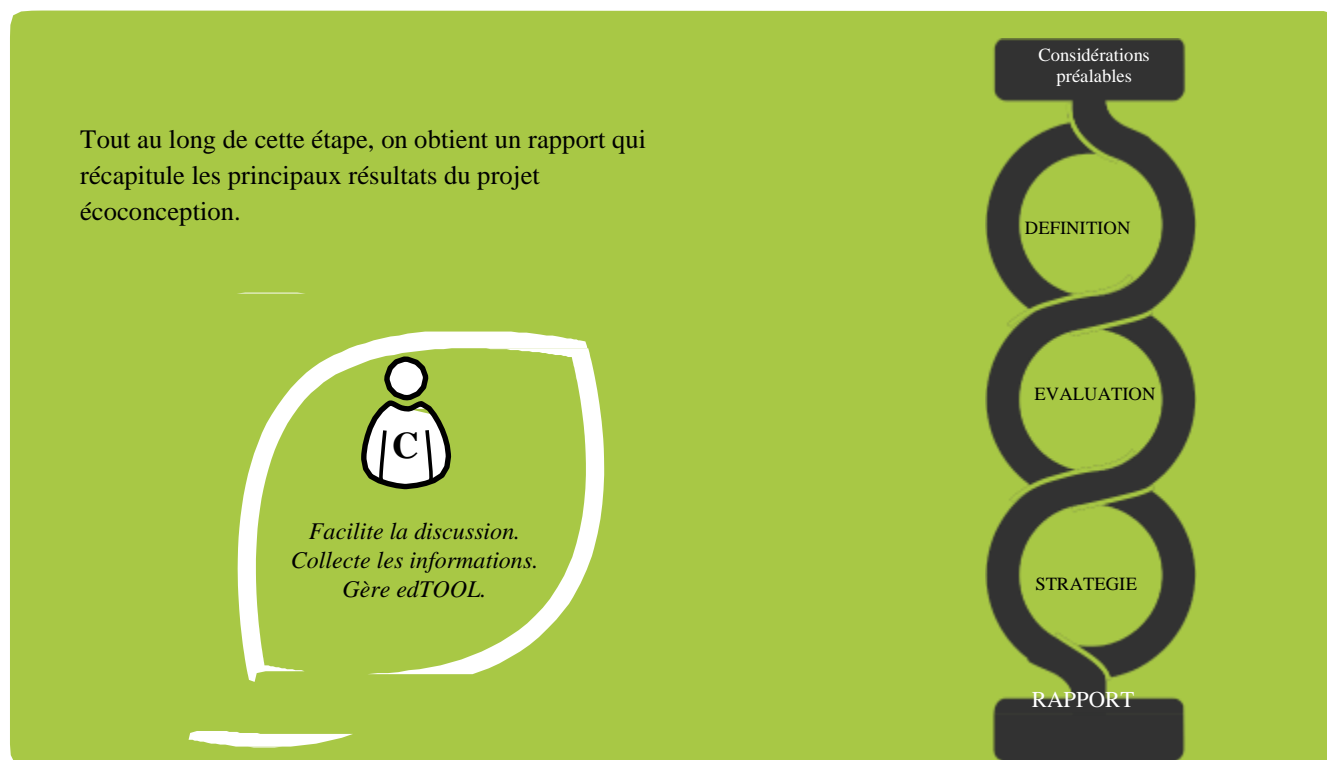 Tout au long de cette étape, on obtient un rapport qui
récapitule les principaux résultats du projet
écoconception.
C
Facilite la discussion.
Collecte les informations.
Gère edTOOL.
Considérations
préalables
DEFINITION
EVALUATION
STRATEGIE
RAPPORT